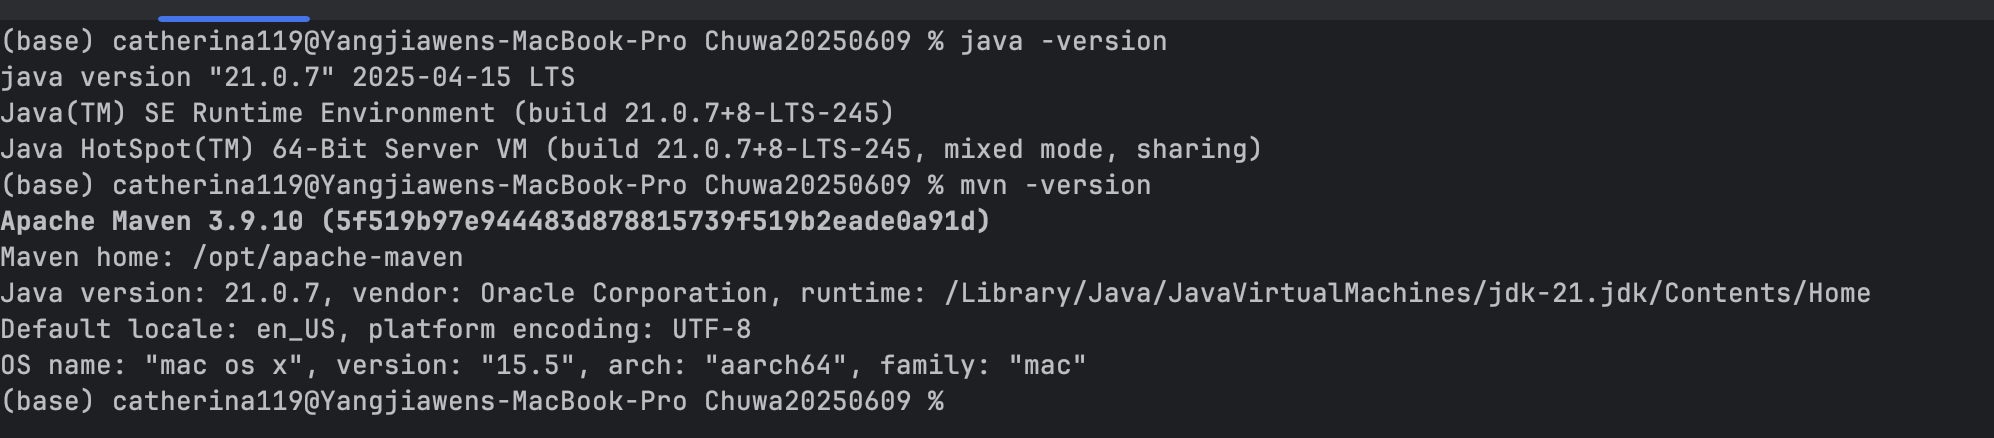 (base) catherina119@Yangjiawens-MacBook-Pro Chuwa20250609 % java -version
java version "21.0.7" 2025-04-15 LTS
Java(TM) SE Runtime Environment (build 21.0.7+8-LTS-245)
Java HotSpot(TM) 64-Bit Server VM (build 21.0.7+8-LTS-245, mixed mode, sharing)
(base) catherina119@Yangjiawens-MacBook-Pro Chuwa20250609 % mvn -version
Apache Maven 3.9.10 (5f519b97e944483d878815739f519b2eade0a91d)
Maven home: /opt/apache-maven
Java version: 21.0.7, vendor: Oracle Corporation, runtime: /Library/Java/JavaVirtualMachines/jdk-21.jdk/Contents/Home
Default locale: en_US, platform encoding: UTF-8
OS name: "mac os x", version: "15.5", arch: "aarch64", family: "mac"
(base) catherina119@Yangjiawens-MacBook-Pro Chuwa20250609 %